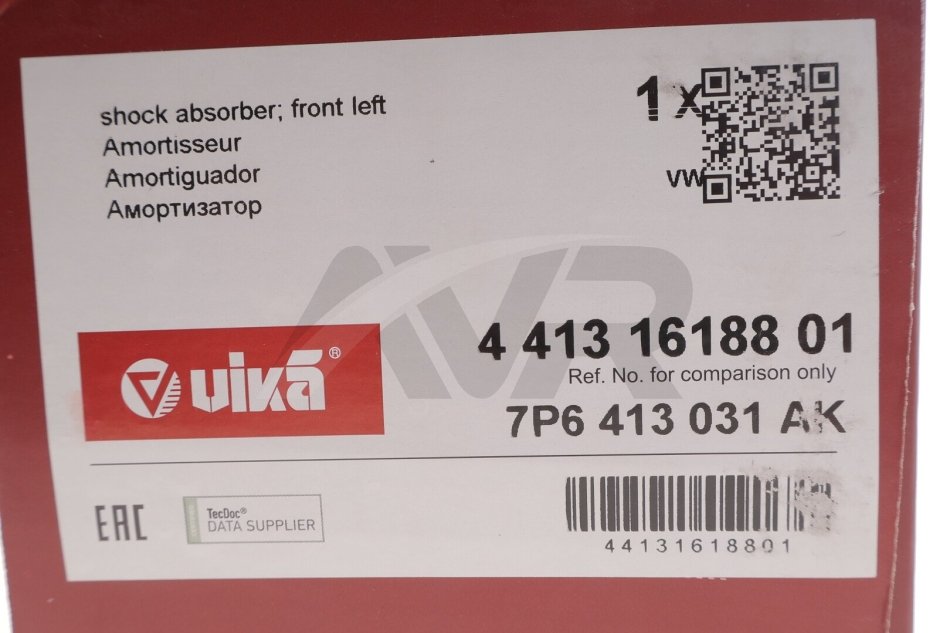 shock absorber; front left
Amortisseur
Amortiguador
Амортизатор
1 x
VW
AVR
vika®
4 413 16188 01
Ref. No. for comparison only
7P6 413 031 AK
EAC
TecDoc®
DATA SUPPLIER
44131618801